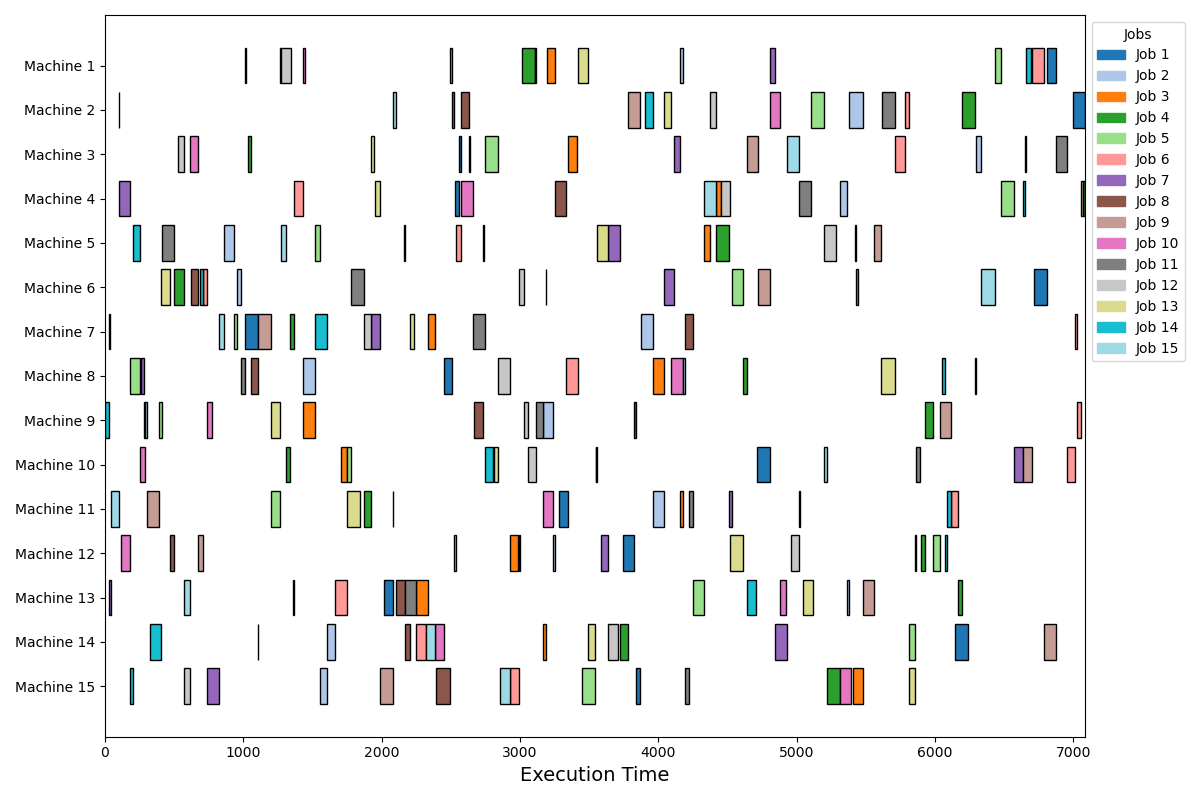 Machine 1
Machine 2
Machine 3
Machine 4
Machine 5
Machine 6
Machine 7
Machine 8
Machine 9
Machine 10
Machine 11
Machine 12
Machine 13
Machine 14
Machine 15
0 1000 2000 3000 4000 5000 6000 7000
Execution Time
Jobs
Job 1
Job 2
Job 3
Job 4
Job 5
Job 6
Job 7
Job 8
Job 9
Job 10
Job 11
Job 12
Job 13
Job 14
Job 15